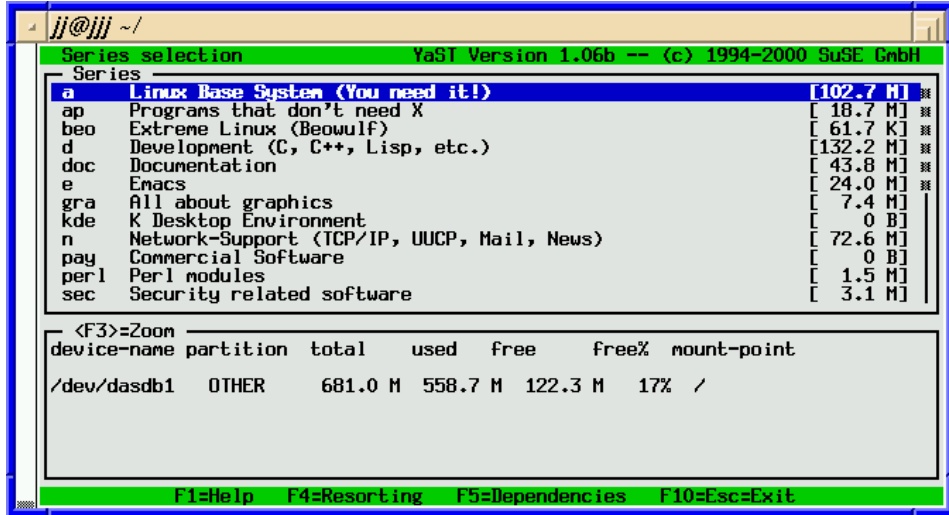 jj@jjj ~/
Series selection YaST Version 1.06b -- (c) 1994-2000 SuSE GmbH
Series
a Linux Base System (You need it!) [102.7 M]
ap Programs that don't need X [ 18.7 M]
beo Extreme Linux (Beowulf) [ 61.7 K]
d Development (C, C++, Lisp, etc.) [132.2 M]
doc Documentation [ 43.8 M]
e Emacs [ 24.0 M]
gra All about graphics [ 7.4 M]
kde K Desktop Environment [ 0 B]
n Network-Support (TCP/IP, UUCP, Mail, News) [ 72.6 M]
pay Commercial Software [ 0 B]
perl Perl modules [ 1.5 M]
sec Security related software [ 3.1 M]
<F3>=Zoom
device-name partition total used free free% mount-point
/dev/dasdb1 OTHER 681.0 M 558.7 M 122.3 M 17% /
F1=Help F4=Resorting F5=Dependencies F10=Esc=Exit